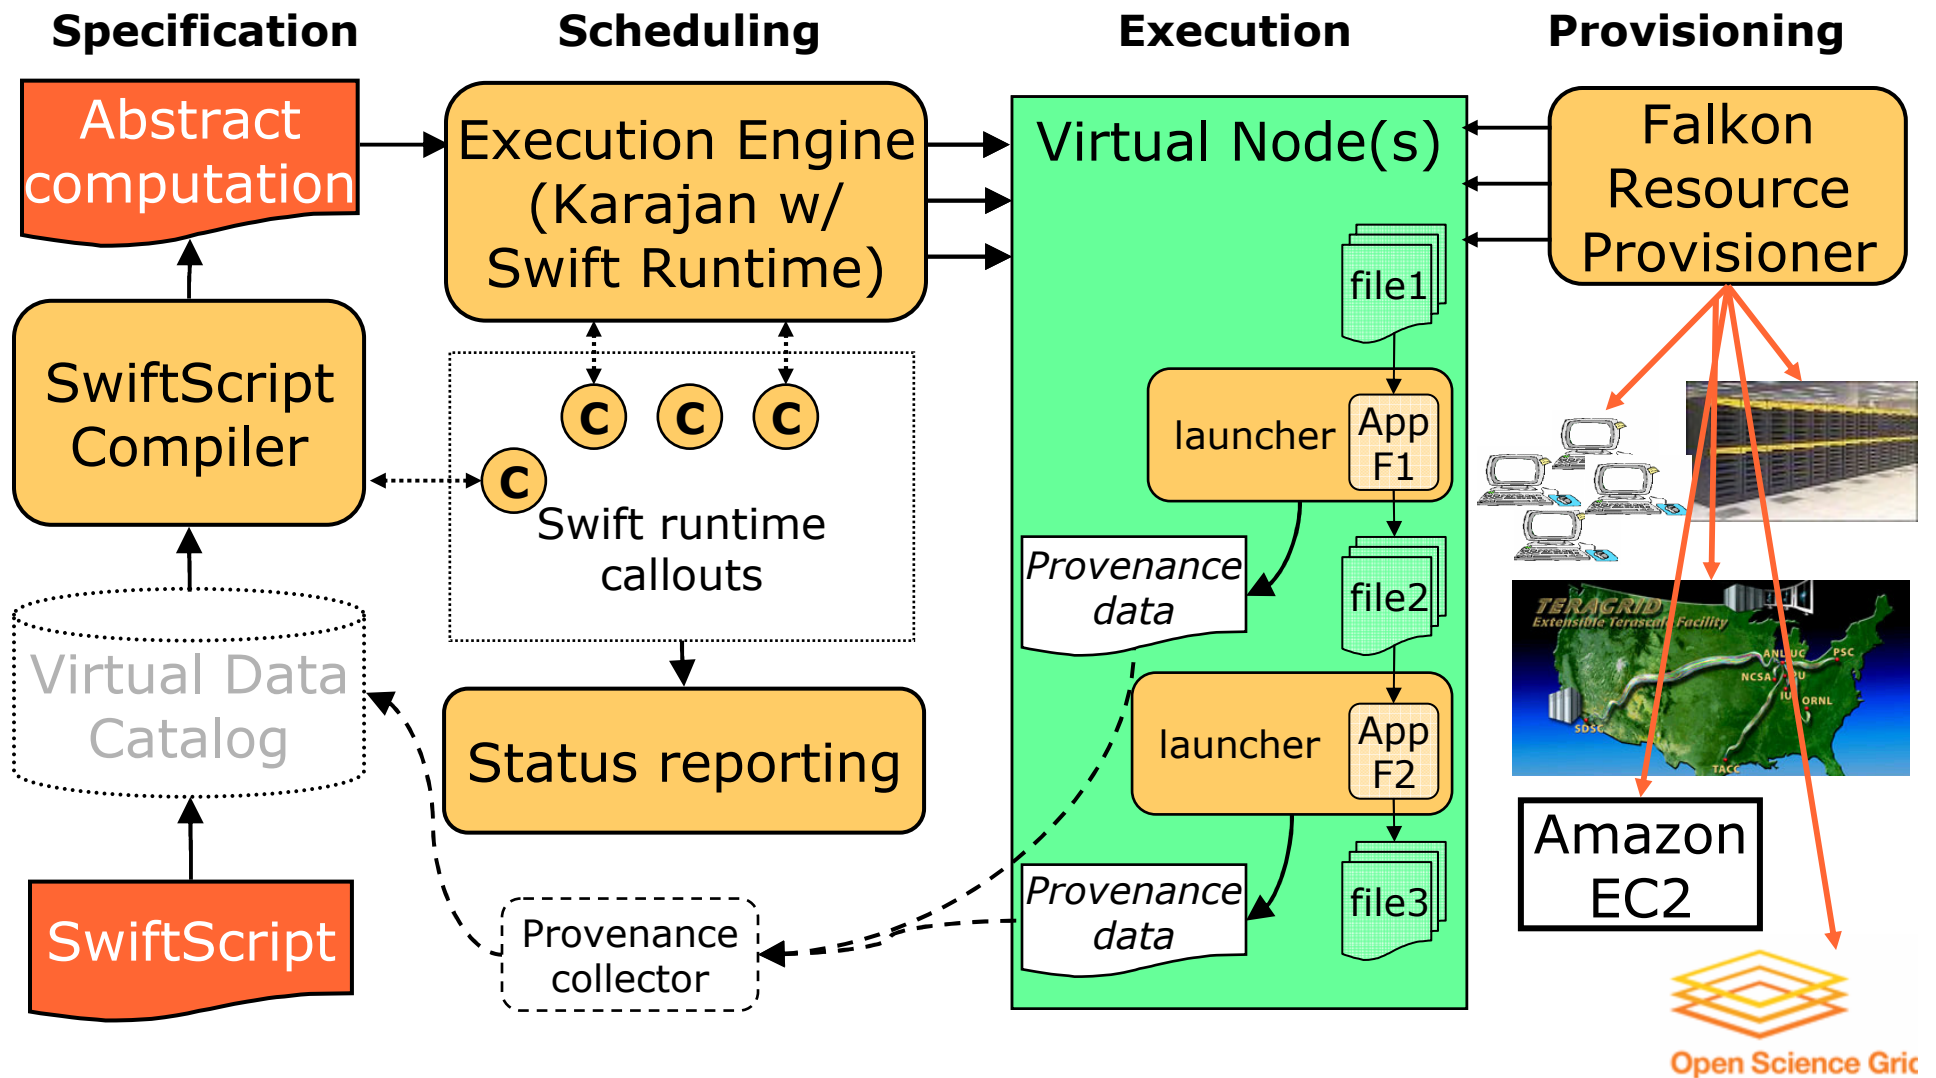 Specification
Scheduling
Execution
Provisioning
Abstract
computation
SwiftScript
Compiler
Virtual Data
Catalog
SwiftScript
Execution Engine
(Karajan w/
Swift Runtime)
C
C
C
C
Swift runtime
callouts
Status reporting
Provenance
collector
Virtual Node(s)
file1
launcher
App
F1
Provenance
data
file2
launcher
App
F2
Provenance
data
file3
Falkon
Resource
Provisioner
TERAGRID
Extensible Terascale Facility
ANL/UC
PSC
NCSA
PU
IU
ORNL
SDSC
TACC
Amazon
EC2
Open Science Grid